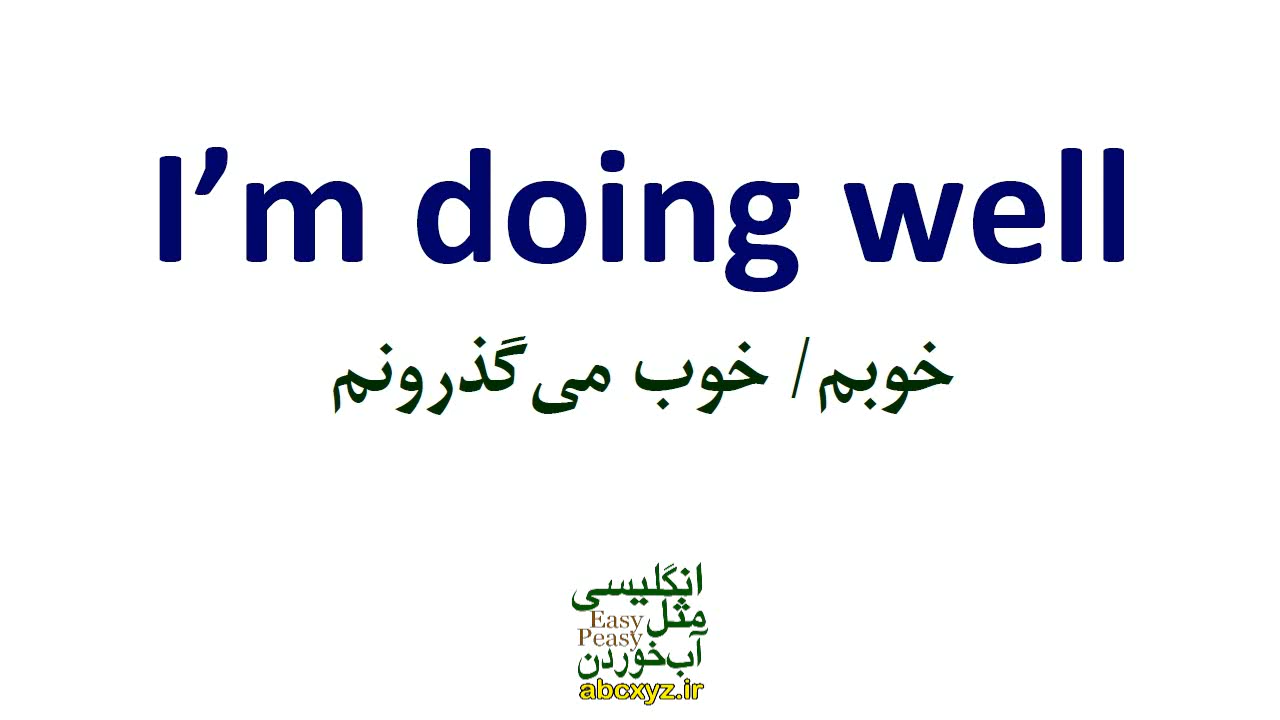 I’m doing well
خوبم/ خوب می‌گذرونم
انگلیسی
مثل
Easy
Peasy
آب‌خوردن
abcxyz.ir